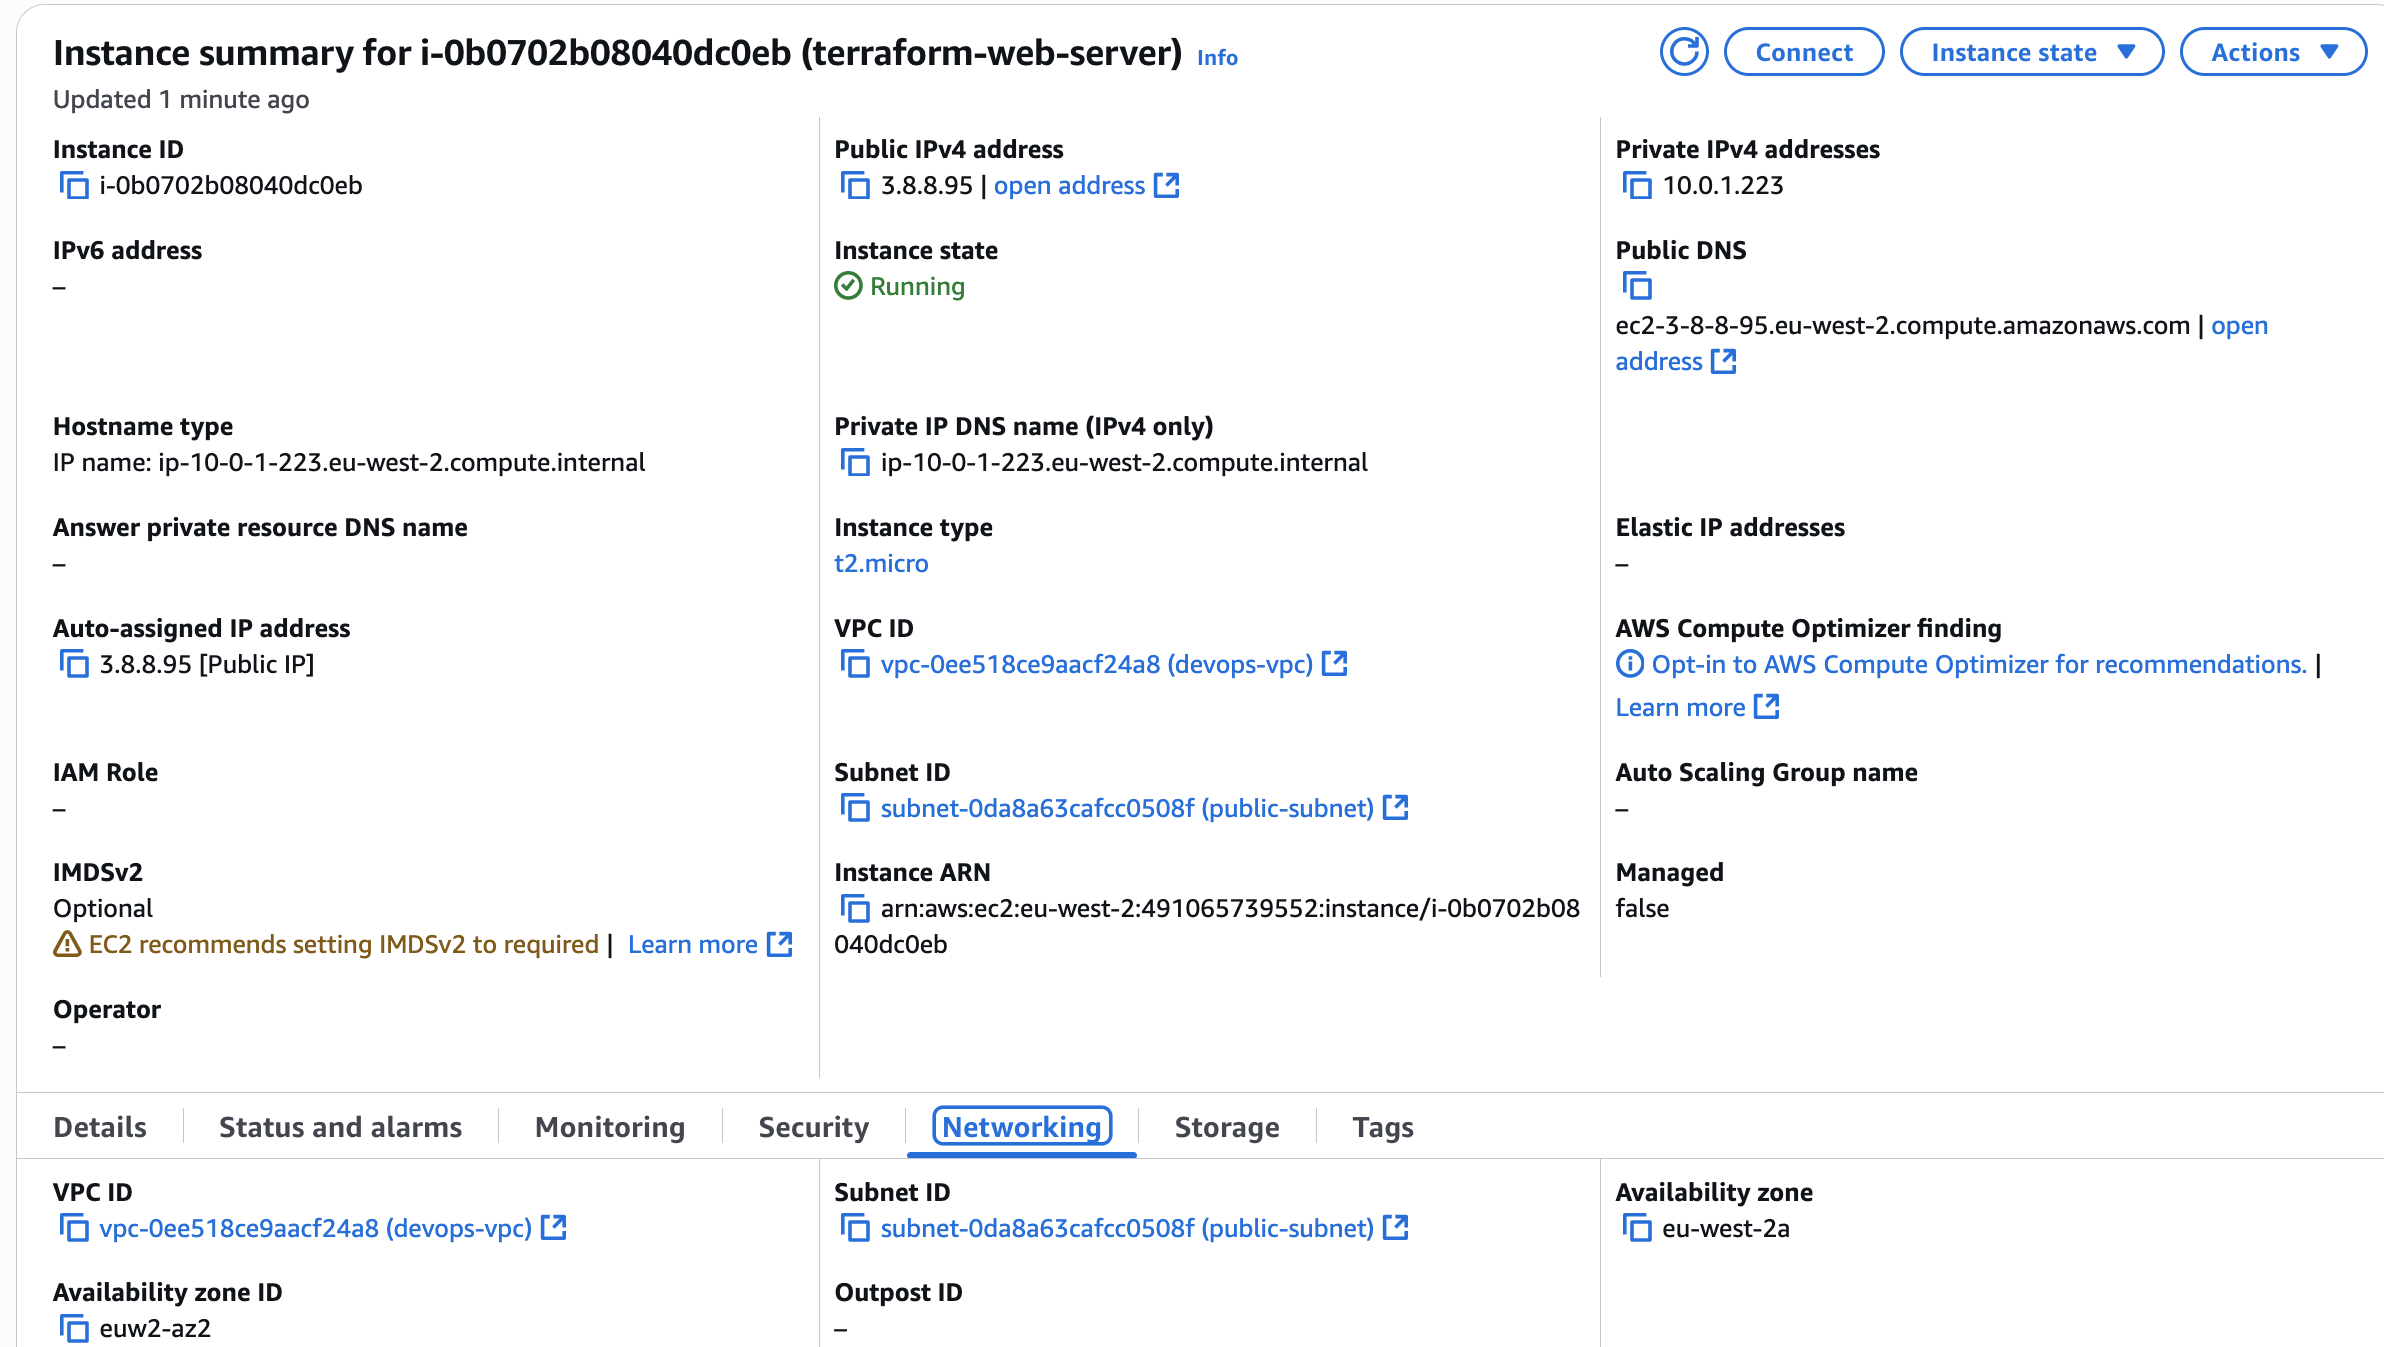 Instance summary for i-0b0702b08040dc0eb (terraform-web-server) Info
Connect
Instance state
Actions
Updated 1 minute ago
Instance ID
i-0b0702b08040dc0eb
Public IPv4 address
3.8.8.95 | open address
Private IPv4 addresses
10.0.1.223
IPv6 address
–
Instance state
Running
Public DNS
ec2-3-8-8-95.eu-west-2.compute.amazonaws.com | open
address
Hostname type
IP name: ip-10-0-1-223.eu-west-2.compute.internal
Private IP DNS name (IPv4 only)
ip-10-0-1-223.eu-west-2.compute.internal
Answer private resource DNS name
–
Instance type
t2.micro
Elastic IP addresses
–
Auto-assigned IP address
3.8.8.95 [Public IP]
VPC ID
vpc-0ee518ce9aacf24a8 (devops-vpc)
AWS Compute Optimizer finding
Opt-in to AWS Compute Optimizer for recommendations. |
Learn more
IAM Role
–
Subnet ID
subnet-0da8a63cafcc0508f (public-subnet)
Auto Scaling Group name
–
IMDSv2
Optional
EC2 recommends setting IMDSv2 to required | Learn more
Instance ARN
arn:aws:ec2:eu-west-2:491065739552:instance/i-0b0702b08
040dc0eb
Managed
false
Operator
–
Details
Status and alarms
Monitoring
Security
Networking
Storage
Tags
VPC ID
vpc-0ee518ce9aacf24a8 (devops-vpc)
Subnet ID
subnet-0da8a63cafcc0508f (public-subnet)
Availability zone
eu-west-2a
Availability zone ID
euw2-az2
Outpost ID
–